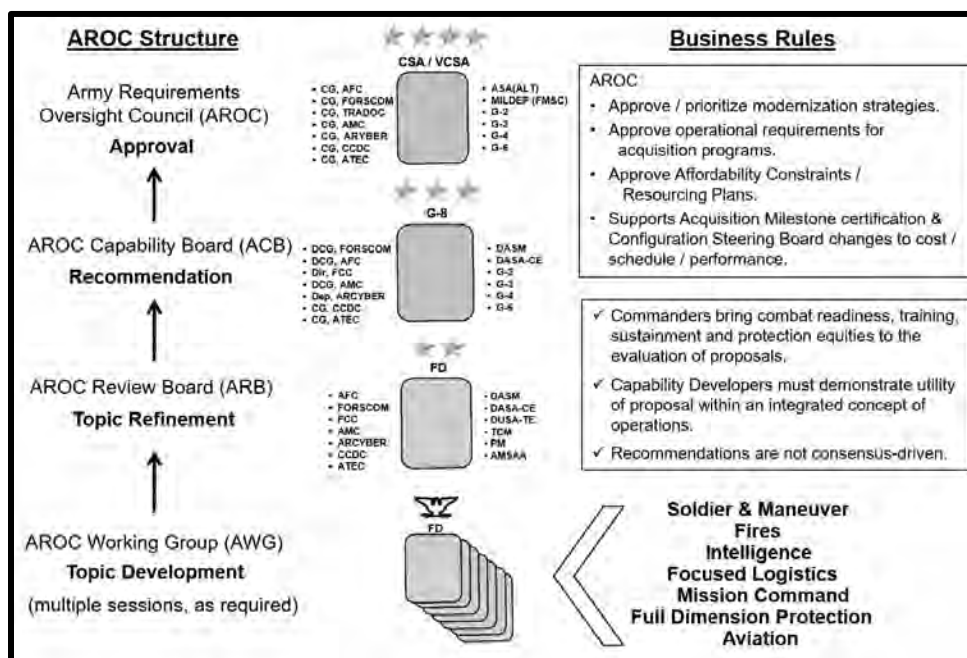 AROC Structure
Army Requirements
Oversight Council (AROC)
Approval
AROC Capability Board (ACB)
Recommendation
AROC Review Board (ARB)
Topic Refinement
AROC Working Group (AWG)
Topic Development
(multiple sessions, as required)
CSA / VCSA
• CG, AFC
• CG, FORSCOM
• CG, TRADOC
• CG, AMC
• CG, ARYBER
• CG, CCDC
• CG, ATEC
• ASA(ALT)
• MILDEP (FMSC)
• G-2
• G-3
• G-4
• G-6
G-8
• DCG, FORSCOM
• DCG, AFC
• Dir, FCC
• DCG, AMC
• Dep, ARCYBER
• CG, CCDC
• CG, ATEC
• DASM
• DASA-CE
• G-2
• G-3
• G-4
• G-6
FD
• AFC
• FORSCOM
• FCC
• AMC
• ARCYBER
• CCDC
• ATEC
• DASM
• DASA-CE
• DUSA-TE
• TCM
• PM
• AMSAA
FD
Business Rules
AROC:
• Approve / prioritize modernization strategies.
• Approve operational requirements for
acquisition programs.
• Approve Affordability Constraints /
Resourcing Plans.
• Supports Acquisition Milestone certification &
Configuration Steering Board changes to cost /
schedule / performance.
✓ Commanders bring combat readiness, training,
sustainment and protection equities to the
evaluation of proposals.
✓ Capability Developers must demonstrate utility
of proposal within an integrated concept of
operations.
✓ Recommendations are not consensus-driven.
Soldier & Maneuver
Fires
Intelligence
Focused Logistics
Mission Command
Full Dimension Protection
Aviation